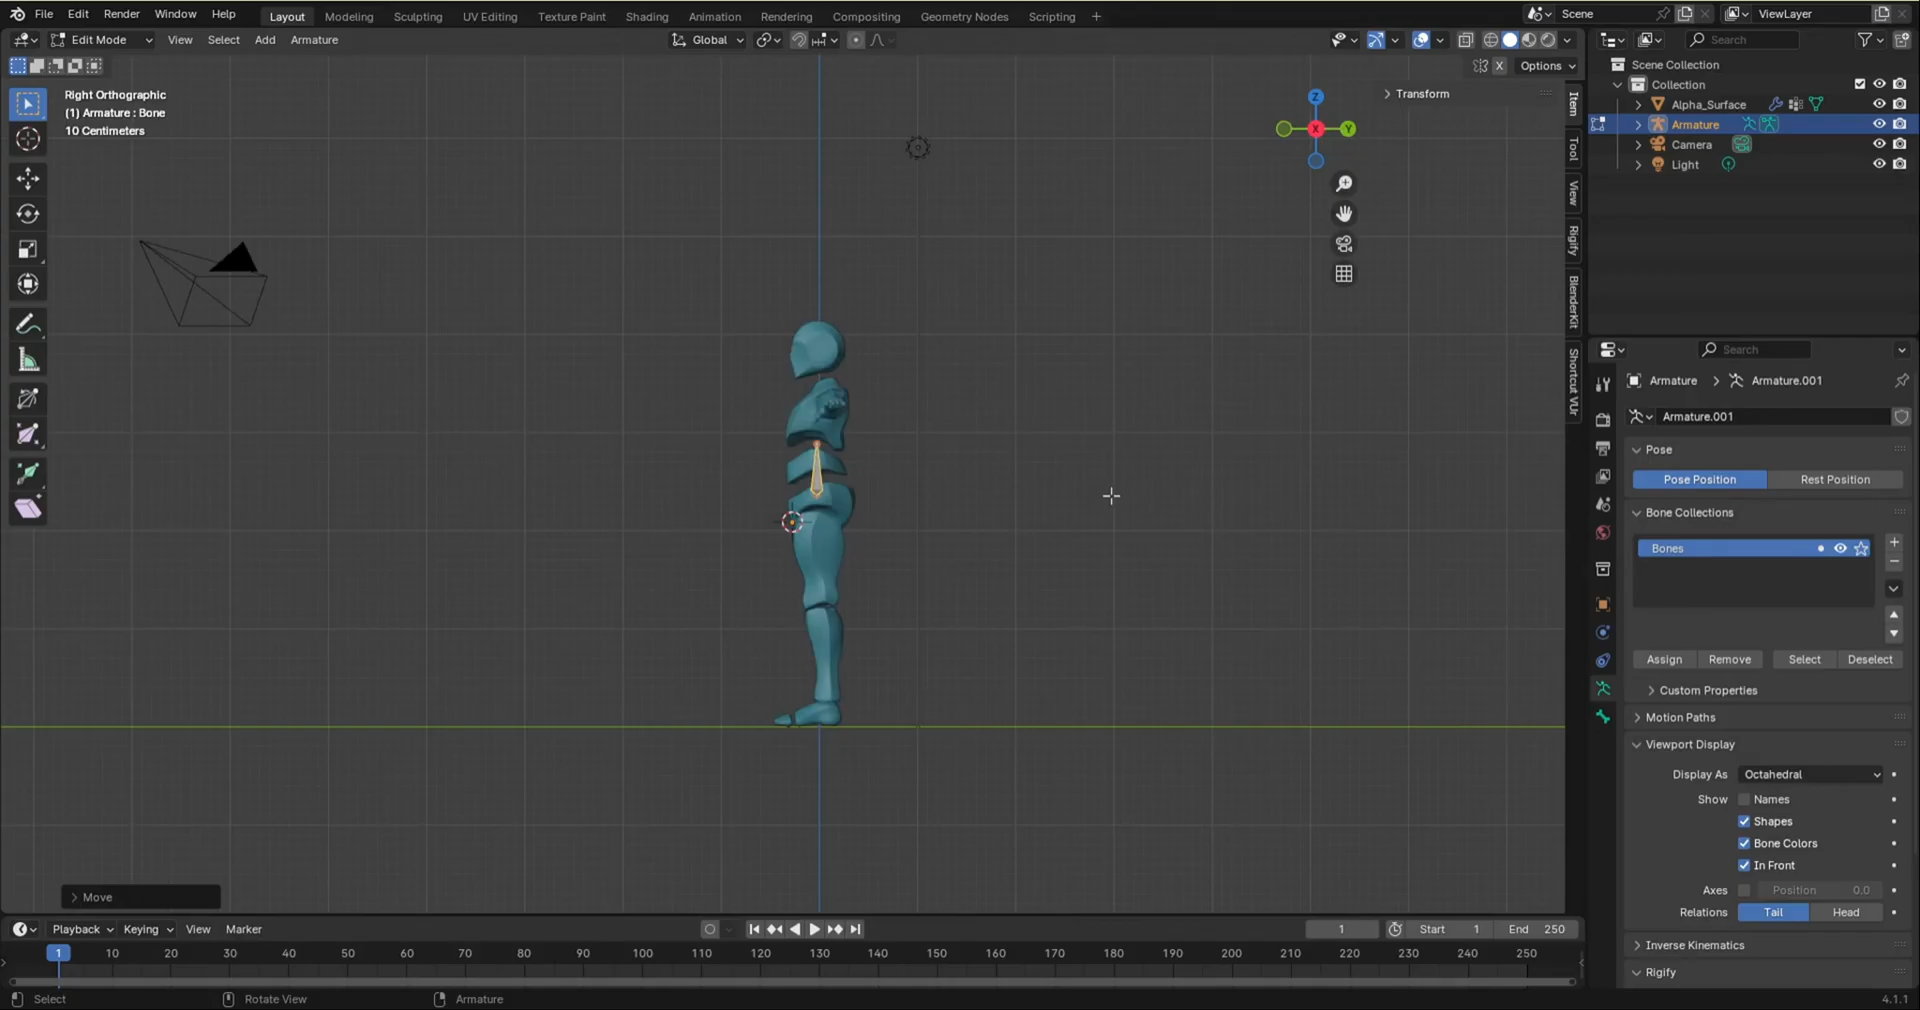 File Edit Render Window Help Layout Modeling Sculpting UV Editing Texture Paint Shading Animation Rendering Compositing Geometry Nodes Scripting + Scene ViewLayer
Edit Mode View Select Add Armature Global Search
X Options
Right Orthographic
(1) Armature : Bone
10 Centimeters
Transform
Z
X
Y
Item
Tool
View
Rigify
BlenderKit
Shortcut VUr
Move
Scene Collection
Collection
Alpha_Surface
Armature
Camera
Light
Search
Armature > Armature.001
Armature.001
Pose
Pose Position Rest Position
Bone Collections
Bones
Assign Remove Select Deselect
Custom Properties
Motion Paths
Viewport Display
Display As Octahedral
Show Names
Shapes
Bone Colors
In Front
Axes Position 0.0
Relations Tail Head
Inverse Kinematics
Rigify
Playback Keying View Marker 1 Start 1 End 250
1 10 20 30 40 50 60 70 80 90 100 110 120 130 140 150 160 170 180 190 200 210 220 230 240 250
Select Rotate View Armature 4.1.1